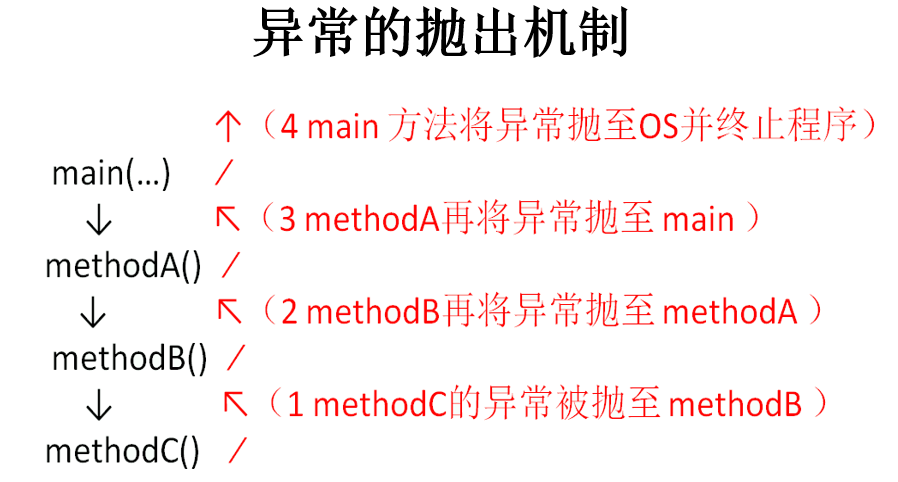 异常的抛出机制
↑（4 main 方法将异常抛至OS并终止程序）
main(...) /
↓ ↖（3 methodA再将异常抛至 main ）
methodA() /
↓ ↖（2 methodB再将异常抛至 methodA ）
methodB() /
↓ ↖（1 methodC的异常被抛至 methodB ）
methodC() /